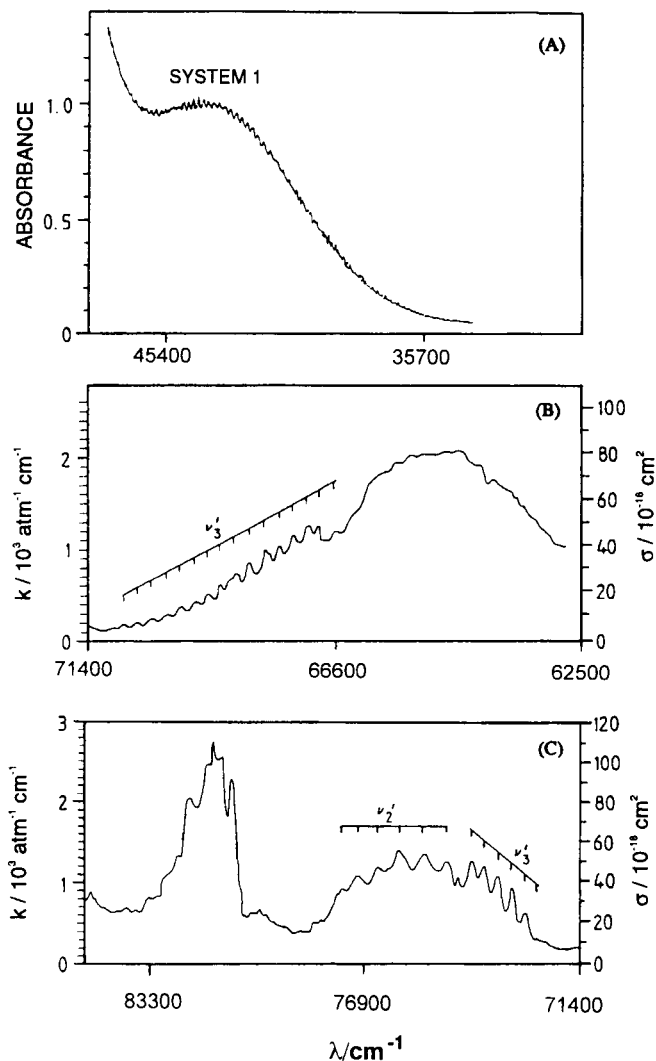 (A)
SYSTEM 1
ABSORBANCE
1.0
0.5
0
45400 35700
(B)
k / 10³ atm⁻¹ cm⁻¹
2
1
0
ν₃'
100
80
60
40
20
0
σ / 10⁻¹⁸ cm²
71400 66600 62500
(C)
k / 10³ atm⁻¹ cm⁻¹
3
2
1
0
ν₂'
ν₃'
120
100
80
60
40
20
0
σ / 10⁻¹⁸ cm²
83300 76900 71400
λ/cm⁻¹